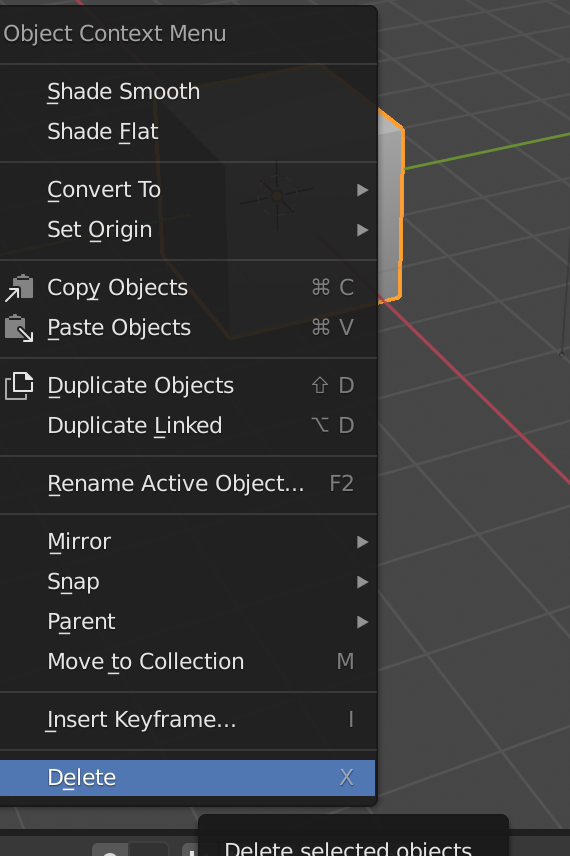 Object Context Menu
Shade Smooth
Shade Flat
Convert To
Set Origin
Copy Objects ⌘ C
Paste Objects ⌘ V
Duplicate Objects ⇧ D
Duplicate Linked ⌥ D
Rename Active Object... F2
Mirror
Snap
Parent
Move to Collection M
Insert Keyframe... I
Delete X
Delete selected objects